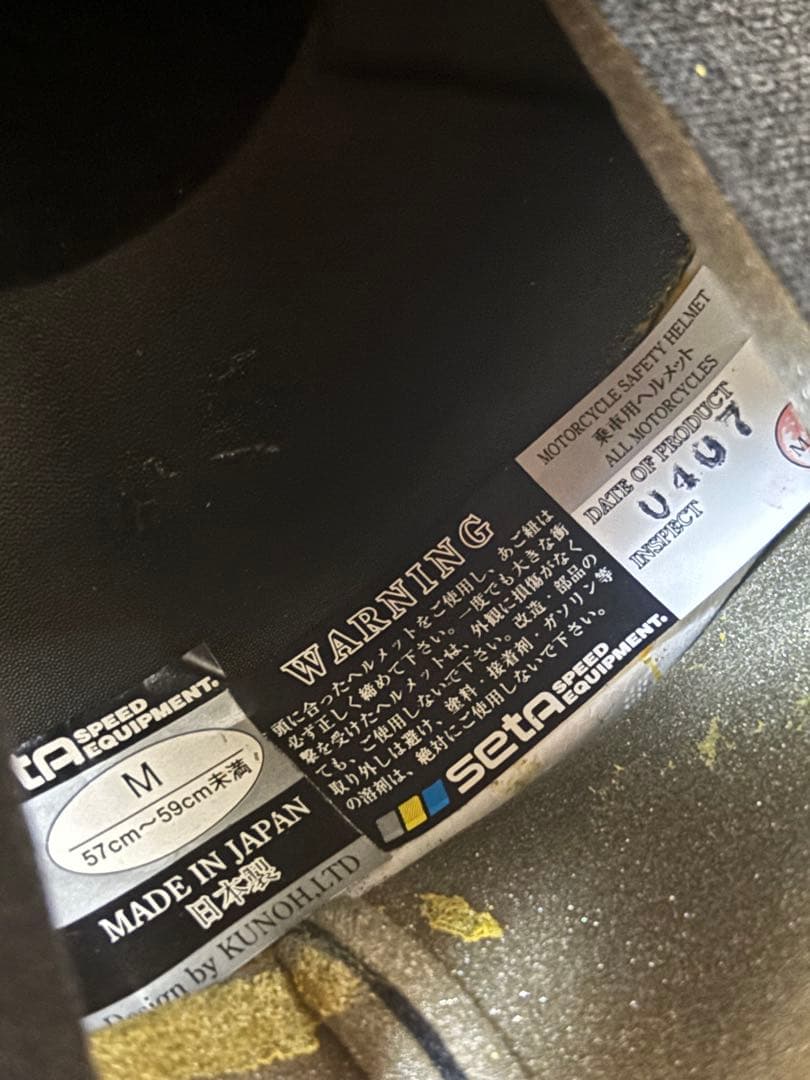 MOTORCYCLE SAFETY HELMET
乗車用ヘルメット
ALL MOTORCYCLES
DATE OF PRODUCT
0407
INSPECT
M
WARNING
頭に合ったヘルメットをご使用し、あご紐は
必ず正しく締めて下さい。一度でも大きな衝
撃を受けたヘルメットは、外観に損傷がなく
ても、ご使用しないで下さい。改造・部品の
取り外しは避け、塗料・接着剤・ガソリン等
の溶剤は、絶対にご使用しないで下さい。
setA SPEED
EQUIPMENT.
tA SPEED
EQUIPMENT.
M
57cm～59cm未満
MADE IN JAPAN
日本製
Design by KUNOH,LTD